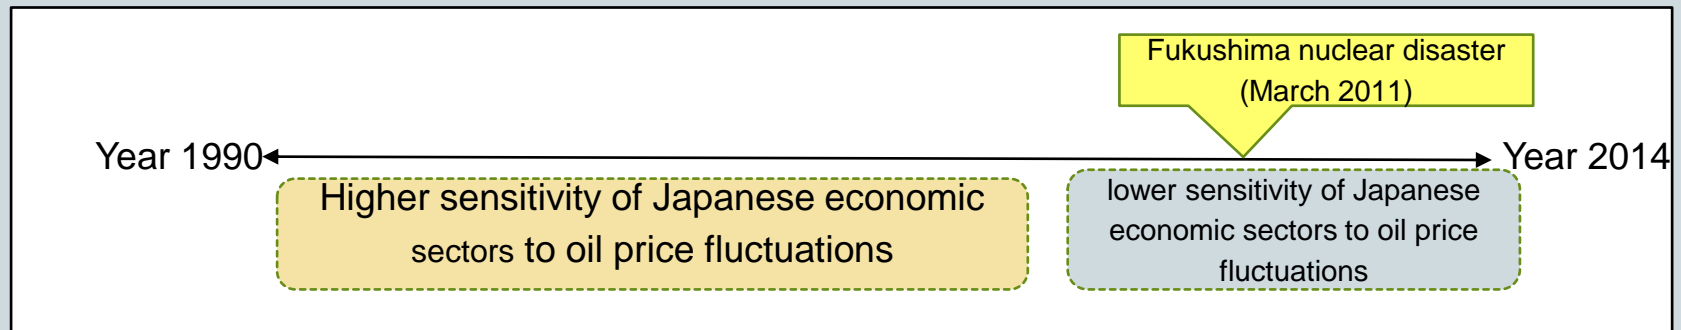 Fukushima nuclear disaster
(March 2011)
Year 1990
Year 2014
Higher sensitivity of Japanese economic
sectors to oil price fluctuations
lower sensitivity of Japanese
economic sectors to oil price
fluctuations